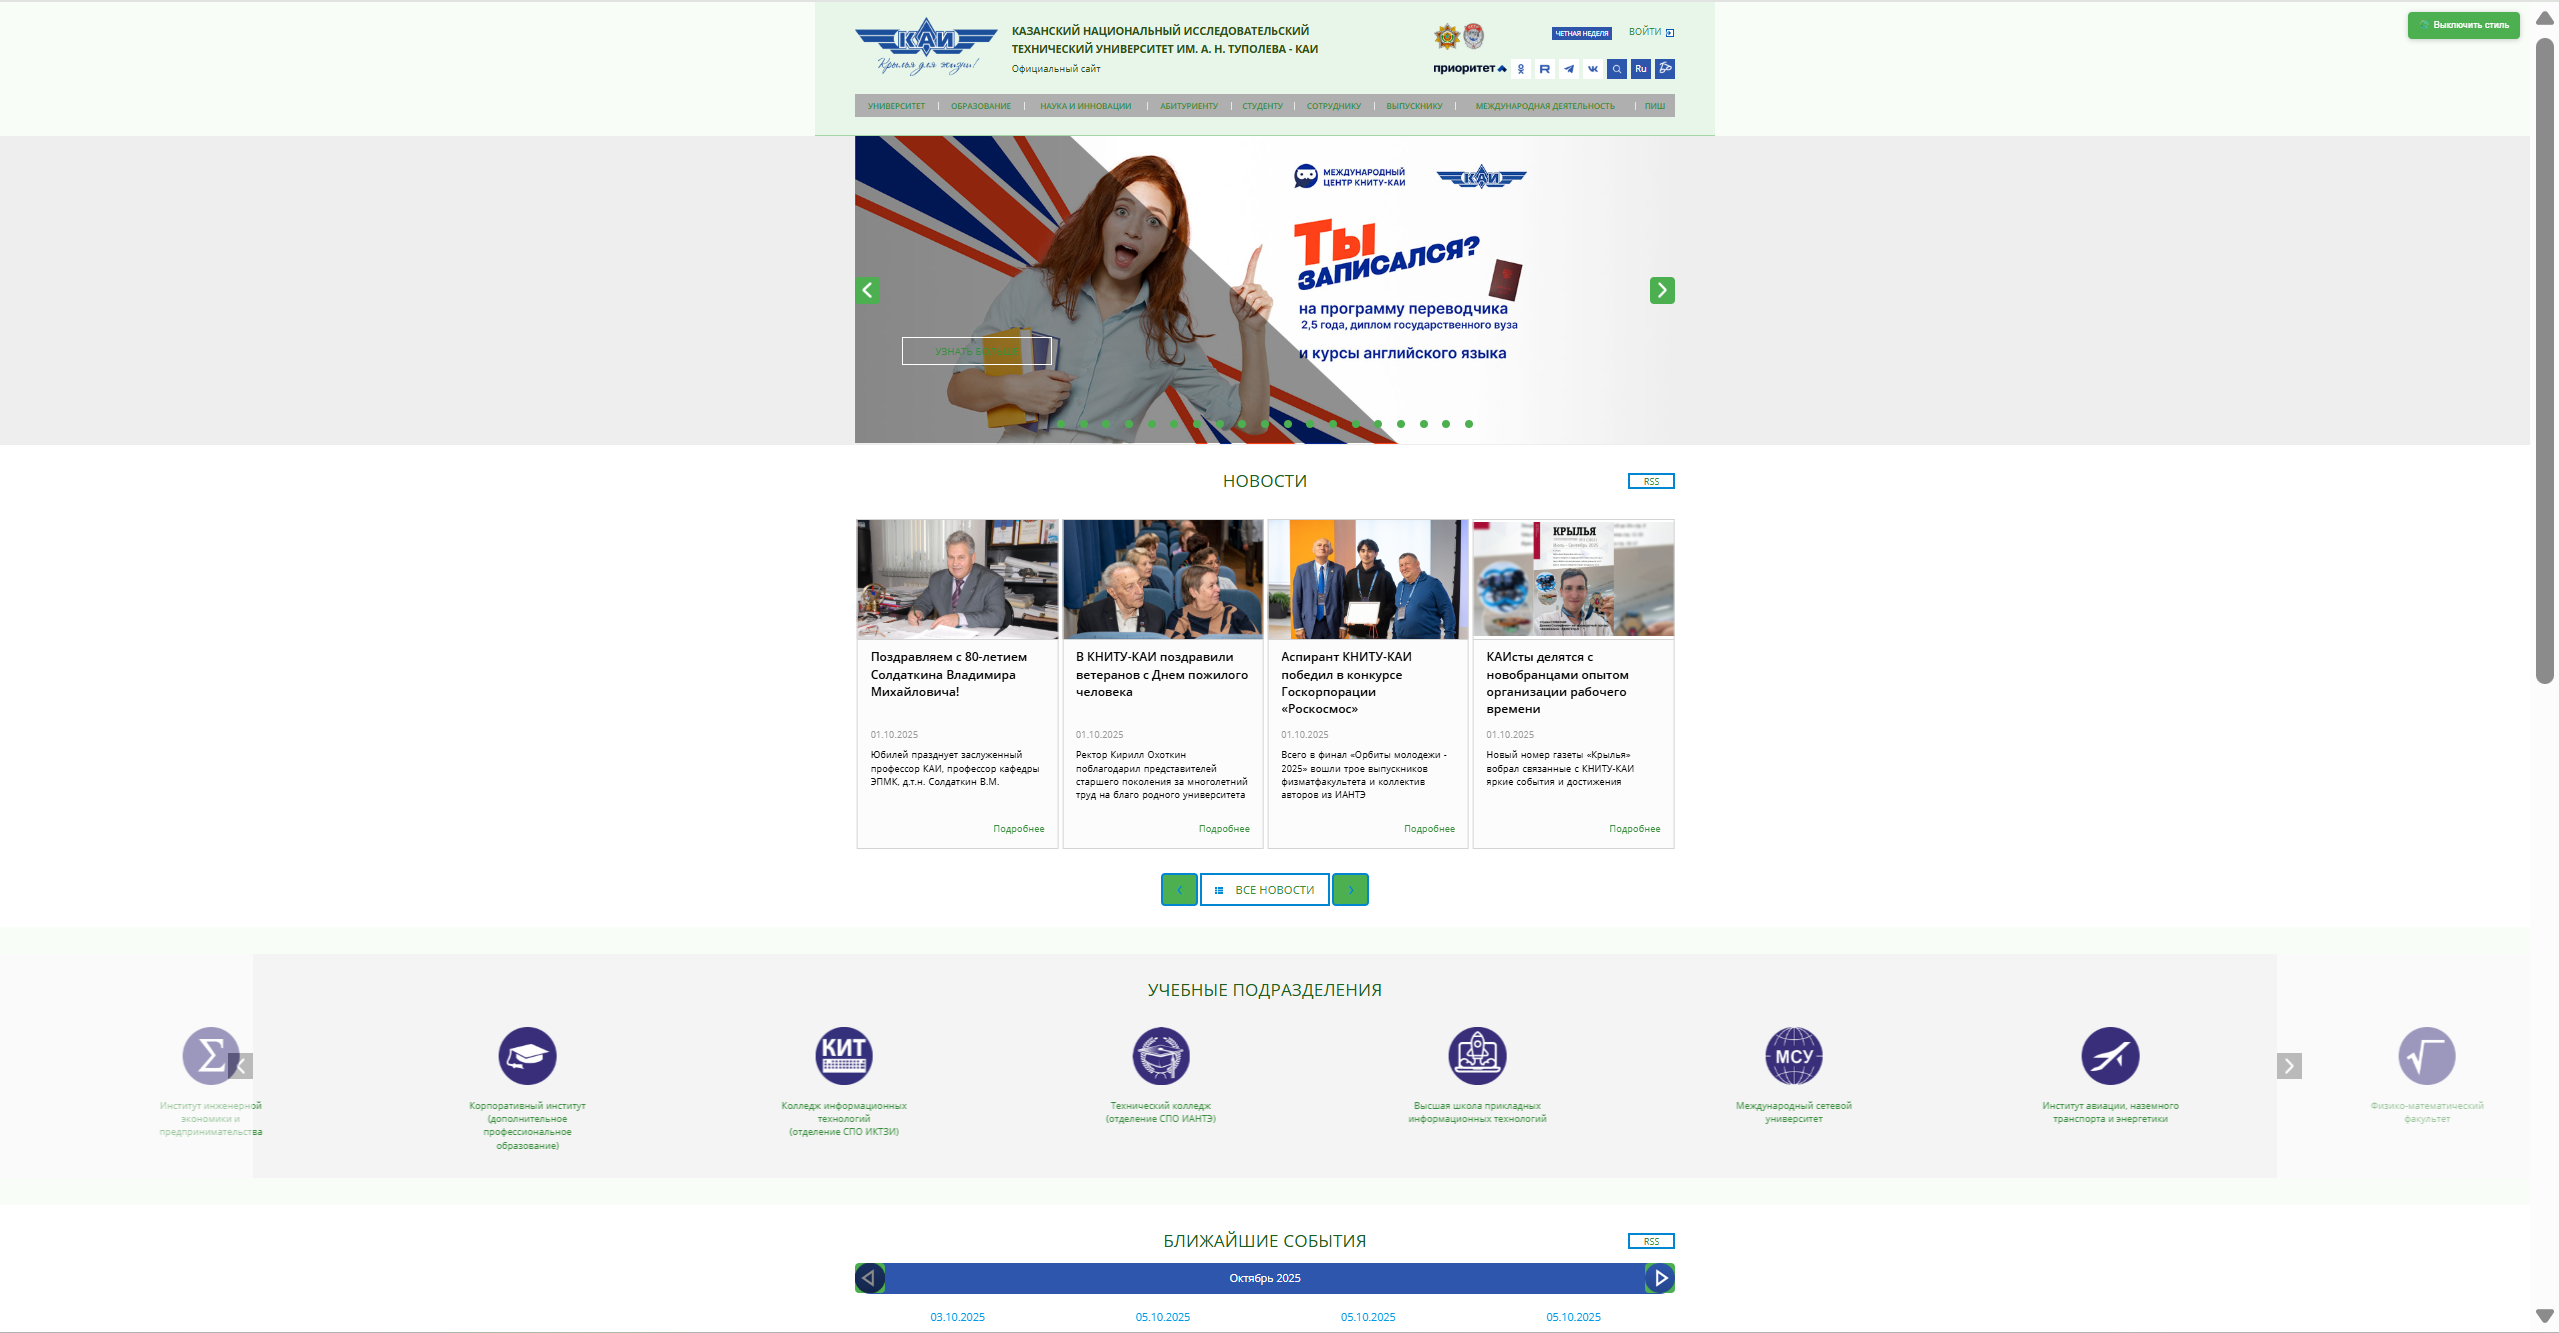 КАИ
Крылья для жизни!
КАЗАНСКИЙ НАЦИОНАЛЬНЫЙ ИССЛЕДОВАТЕЛЬСКИЙ
ТЕХНИЧЕСКИЙ УНИВЕРСИТЕТ ИМ. А. Н. ТУПОЛЕВА - КАИ
Официальный сайт
ЧЕТНАЯ НЕДЕЛЯ
ВОЙТИ
приоритет
Ru
Выключить стиль
УНИВЕРСИТЕТ
ОБРАЗОВАНИЕ
НАУКА И ИННОВАЦИИ
АБИТУРИЕНТУ
СТУДЕНТУ
СОТРУДНИКУ
ВЫПУСКНИКУ
МЕЖДУНАРОДНАЯ ДЕЯТЕЛЬНОСТЬ
ПИШ
МЕЖДУНАРОДНЫЙ
ЦЕНТР КНИТУ-КАИ
КАИ
ТЫ
ЗАПИСАЛСЯ?
на программу переводчика
2,5 года, диплом государственного вуза
и курсы английского языка
УЗНАТЬ БОЛЬШЕ
НОВОСТИ
RSS
КРЫЛЬЯ
Поздравляем с 80-летием
Солдаткина Владимира
Михайловича!
01.10.2025
Юбилей празднует заслуженный
профессор КАИ, профессор кафедры
ЭПМК, д.т.н. Солдаткин В.М.
Подробнее
В КНИТУ-КАИ поздравили
ветеранов с Днем пожилого
человека
01.10.2025
Ректор Кирилл Охоткин
поблагодарил представителей
старшего поколения за многолетний
труд на благо родного университета
Подробнее
Аспирант КНИТУ-КАИ
победил в конкурсе
Госкорпорации
«Роскосмос»
01.10.2025
Всего в финал «Орбиты молодежи -
2025» вошли трое выпускников
физматфакультета и коллектив
авторов из ИАНТЭ
Подробнее
КАИсты делятся с
новобранцами опытом
организации рабочего
времени
01.10.2025
Новый номер газеты «Крылья»
вобрал связанные с КНИТУ-КАИ
яркие события и достижения
Подробнее
ВСЕ НОВОСТИ
УЧЕБНЫЕ ПОДРАЗДЕЛЕНИЯ
Институт инженерной
экономики и
предпринимательства
Корпоративный институт
(дополнительное
профессиональное
образование)
КИТ
Колледж информационных
технологий
(отделение СПО ИКТЗИ)
Технический колледж
(отделение СПО ИАНТЭ)
Высшая школа прикладных
информационных технологий
МСУ
Международный сетевой
университет
Институт авиации, наземного
транспорта и энергетики
Физико-математический
факультет
БЛИЖАЙШИЕ СОБЫТИЯ
RSS
Октябрь 2025
03.10.2025
05.10.2025
05.10.2025
05.10.2025